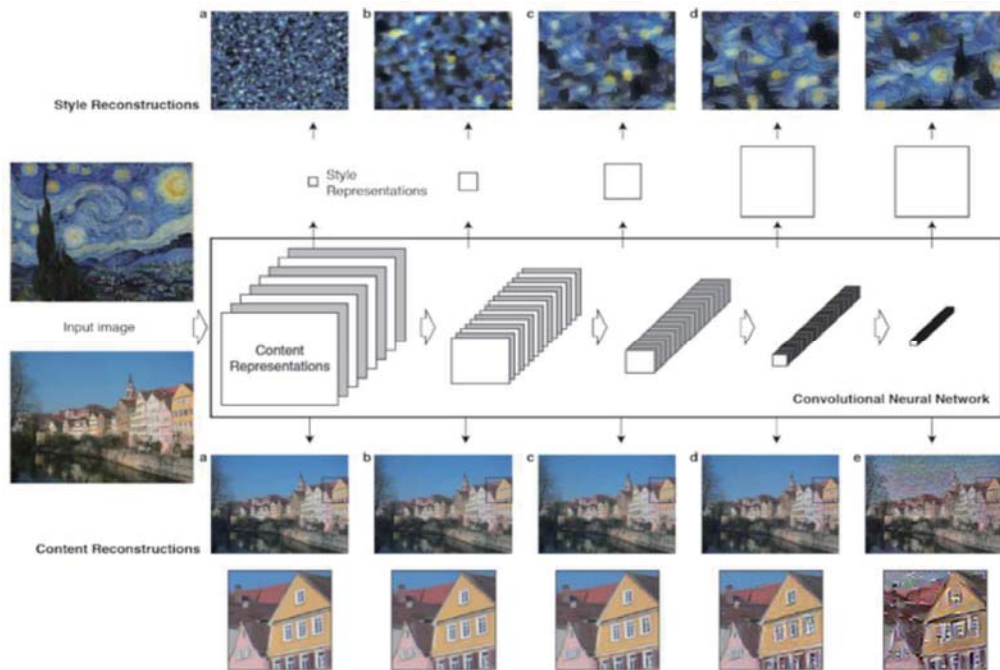 a
b
c
d
e
Style Reconstructions
Style
Representations
Input image
Content
Representations
Convolutional Neural Network
a
b
c
d
e
Content Reconstructions